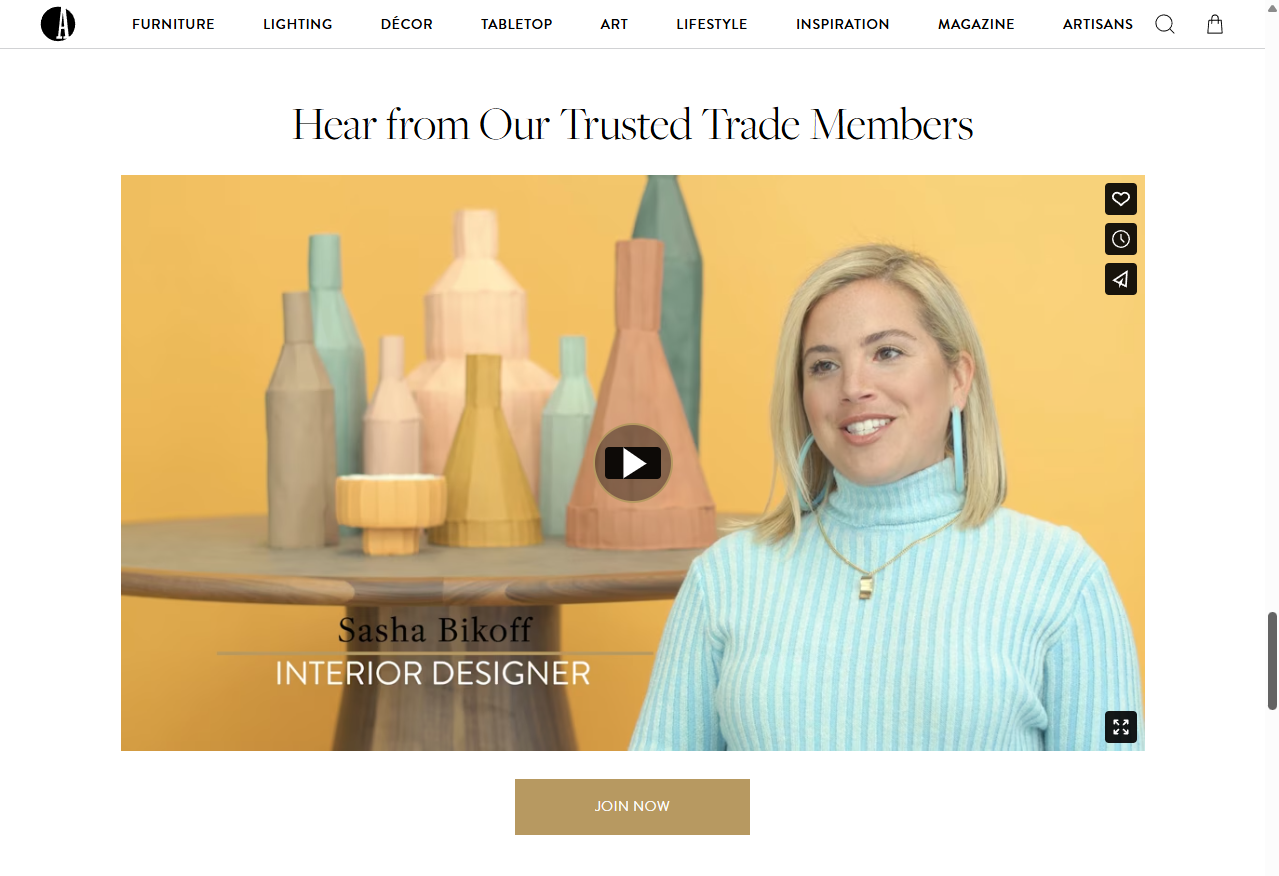 A
FURNITURE LIGHTING DÉCOR TABLETOP ART LIFESTYLE INSPIRATION MAGAZINE ARTISANS
Hear from Our Trusted Trade Members
Sasha Bikoff
INTERIOR DESIGNER
JOIN NOW